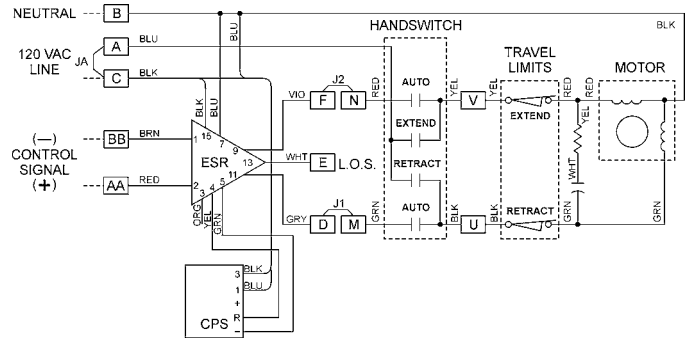 HANDSWITCH
NEUTRAL B BLK
A BLU BLU
120 VAC LINE JA
TRAVEL LIMITS
MOTOR
C BLK
J2
VIO F N RED AUTO YEL V YEL RED RED
BLK BLU
EXTEND EXTEND
YEL
(−) CONTROL SIGNAL (+)
BB BRN 1 15 7 9
ESR 13 WHT E L.O.S.
RETRACT
AA RED 2 3 4 5 11
WHT
ORG YEL GRN
J1
GRY D M GRN AUTO BLK U BLK RETRACT GRN GRN
3 BLK
1 BLU
+
R
CPS −